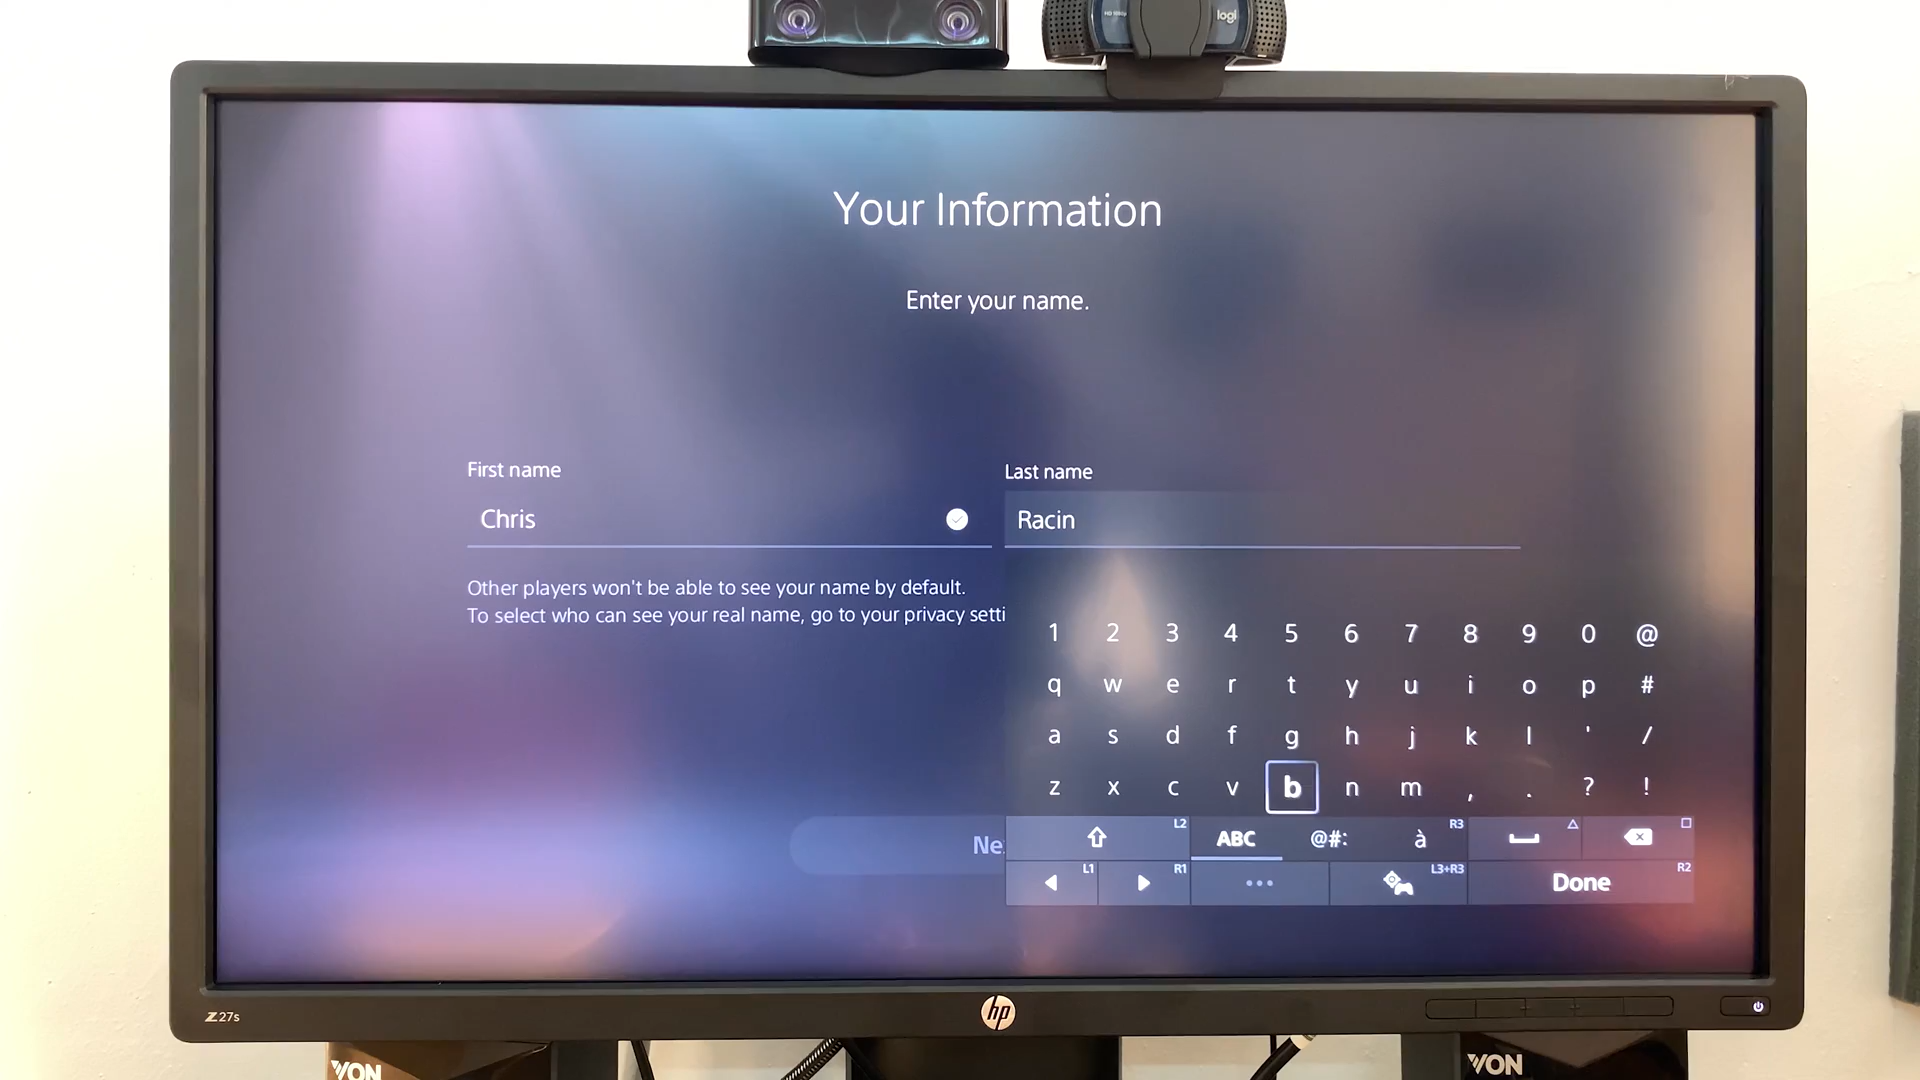 logi
Your Information
Enter your name.
First name
Last name
Chris
Racin
Other players won't be able to see your name by default.
To select who can see your real name, go to your privacy setti
1 2 3 4 5 6 7 8 9 0 @
q w e r t y u i o p #
a s d f g h j k l ' /
z x c v b n m , . ? !
L2 ABC @#: à R3
Ne
L1 R1 ... L3+R3 Done R2
Z27s
hp
VON
VON